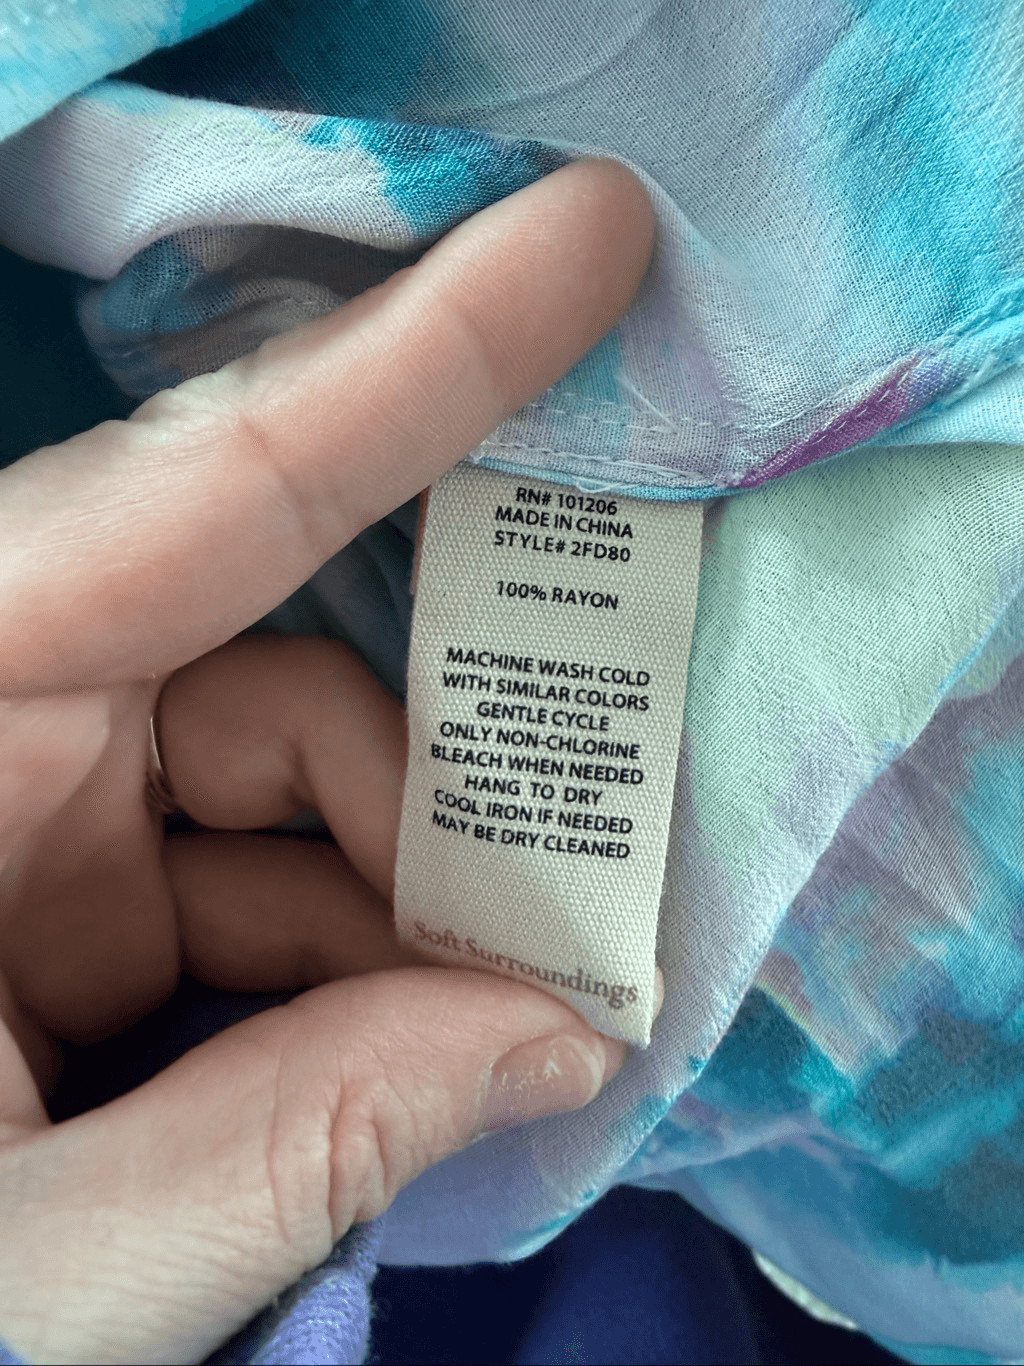 RN# 101206
MADE IN CHINA
STYLE# 2FD80
100% RAYON
MACHINE WASH COLD
WITH SIMILAR COLORS
GENTLE CYCLE
ONLY NON-CHLORINE
BLEACH WHEN NEEDED
HANG TO DRY
COOL IRON IF NEEDED
MAY BE DRY CLEANED
Soft Surroundings